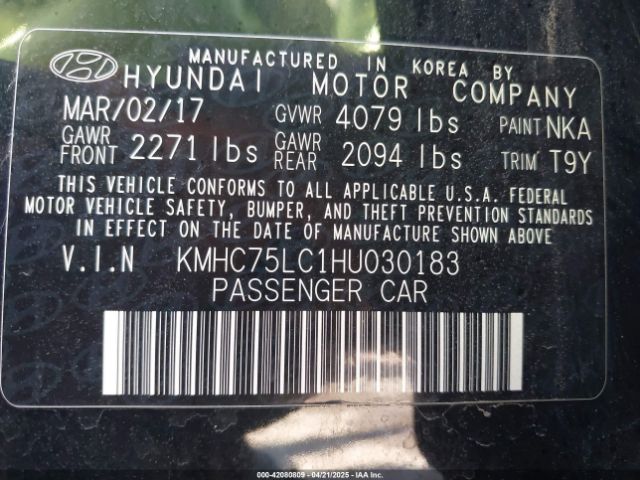 MANUFACTURED IN KOREA BY
HYUNDAI MOTOR COMPANY
MAR/02/17 GVWR 4079 lbs PAINT NKA
GAWR FRONT 2271 lbs GAWR REAR 2094 lbs TRIM T9Y
THIS VEHICLE CONFORMS TO ALL APPLICABLE U.S.A. FEDERAL
MOTOR VEHICLE SAFETY, BUMPER, AND THEFT PREVENTION STANDARDS
IN EFFECT ON THE DATE OF MANUFACTURE SHOWN ABOVE.
V.I.N KMHC75LC1HU030183
PASSENGER CAR
000-42080809 - 04/21/2025 - IAA Inc.